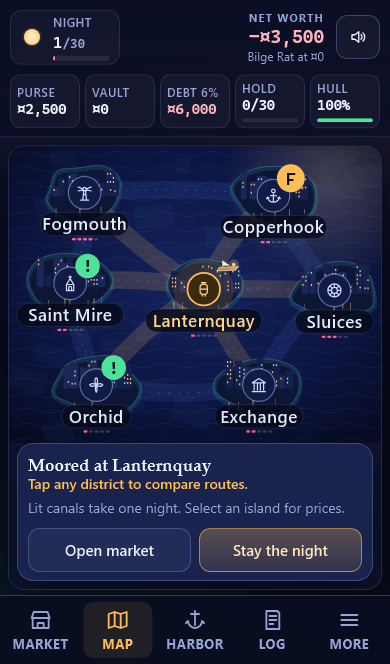 NIGHT
1/30
NET WORTH
−¤3,500
Bilge Rat at ¤0
PURSE
¤2,500
VAULT
¤0
DEBT 6%
¤6,000
HOLD
0/30
HULL
100%
Fogmouth
F
Copperhook
!
Saint Mire
Lanternquay
Sluices
!
Orchid
Exchange
Moored at Lanternquay
Tap any district to compare routes.
Lit canals take one night. Select an island for prices.
Open market
Stay the night
MARKET
MAP
HARBOR
LOG
MORE